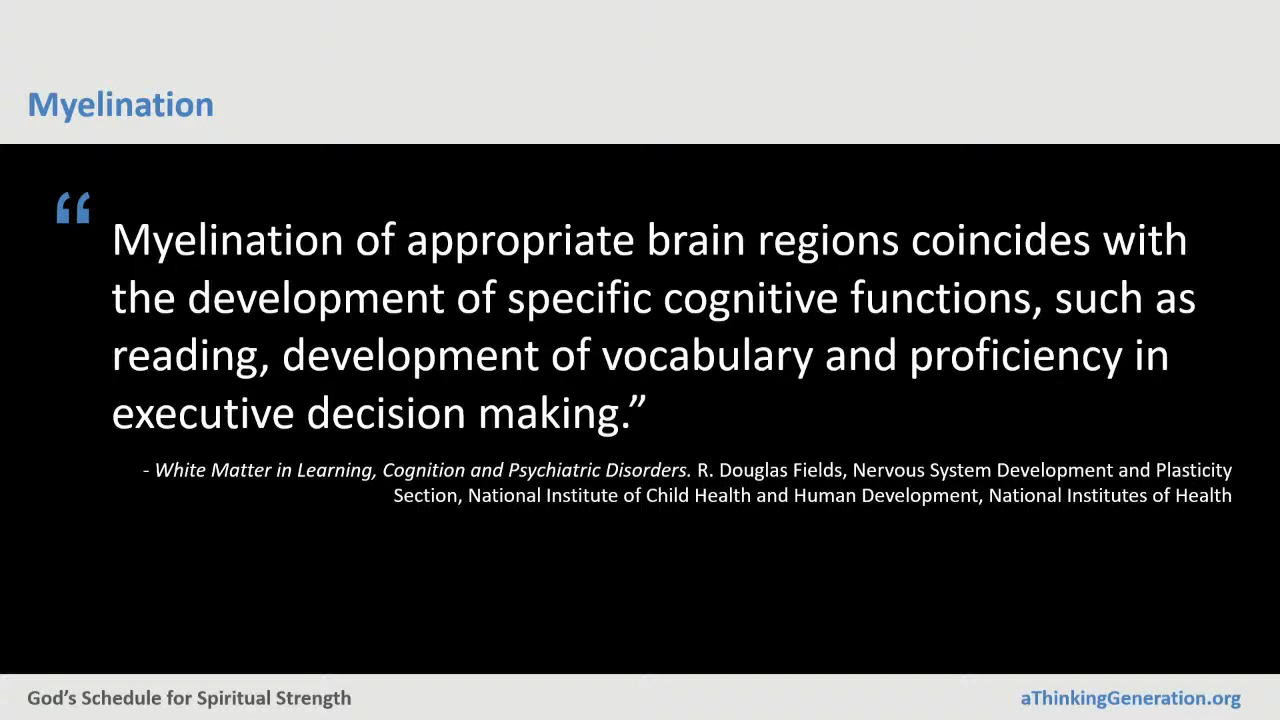 Myelination
“
Myelination of appropriate brain regions coincides with
the development of specific cognitive functions, such as
reading, development of vocabulary and proficiency in
executive decision making.”
- White Matter in Learning, Cognition and Psychiatric Disorders. R. Douglas Fields, Nervous System Development and Plasticity
Section, National Institute of Child Health and Human Development, National Institutes of Health
God’s Schedule for Spiritual Strength
aThinkingGeneration.org